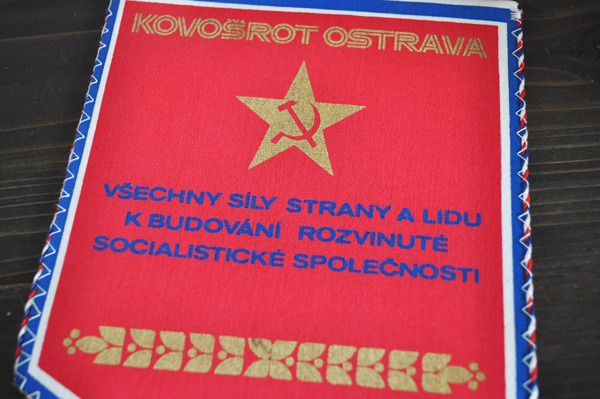 KOVOŠROT OSTRAVA
VŠECHNY SÍLY STRANY A LIDU
K BUDOVÁNÍ ROZVINUTÉ
SOCIALISTICKÉ SPOLEČNOSTI